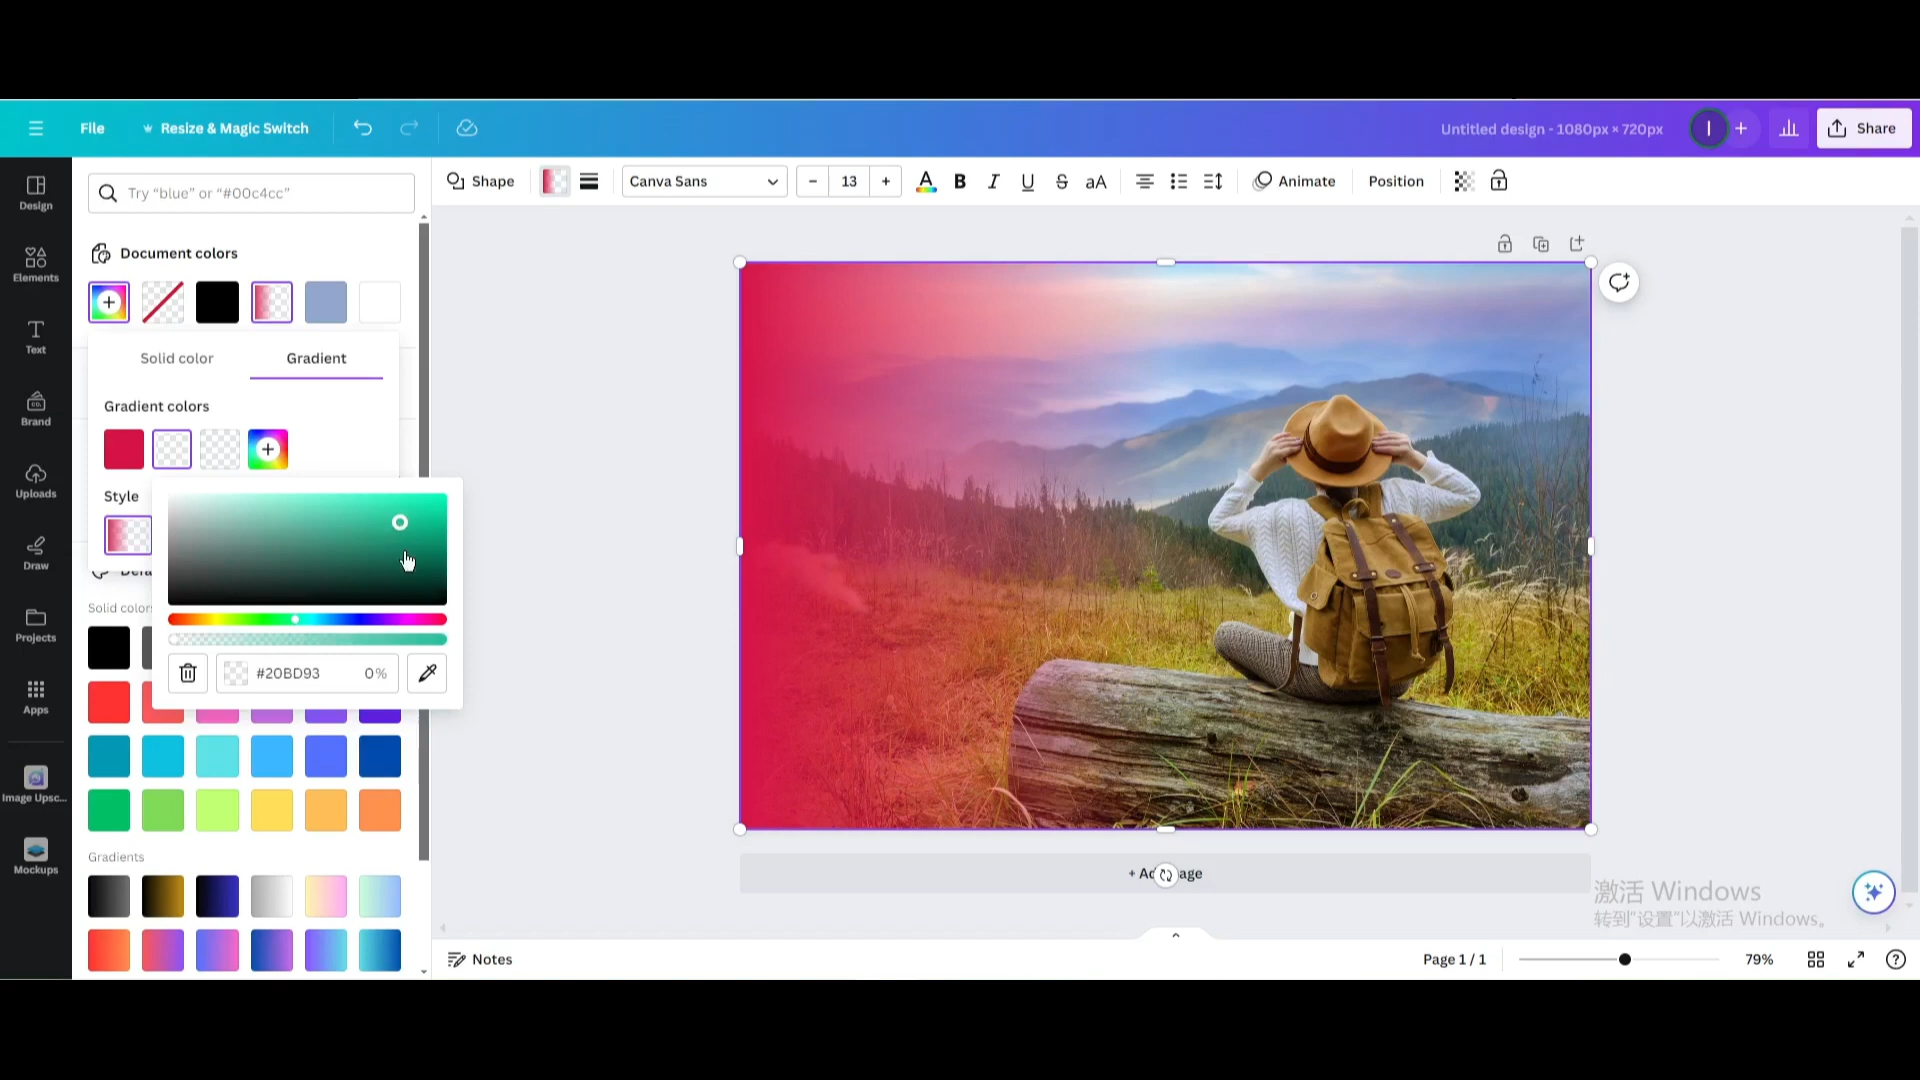 File
Resize & Magic Switch
Untitled design - 1080px × 720px
I
Share
Design
Elements
Text
Brand
Uploads
Draw
Projects
Apps
Image Upsc...
Mockups
Try “blue” or “#00c4cc”
Document colors
Solid color
Gradient
Gradient colors
Style
#20BD93
0%
Solid colors
Gradients
Shape
Canva Sans
13
A
B
I
U
S
aA
Animate
Position
Notes
Page 1 / 1
79%
激活 Windows
转到“设置”以激活 Windows。